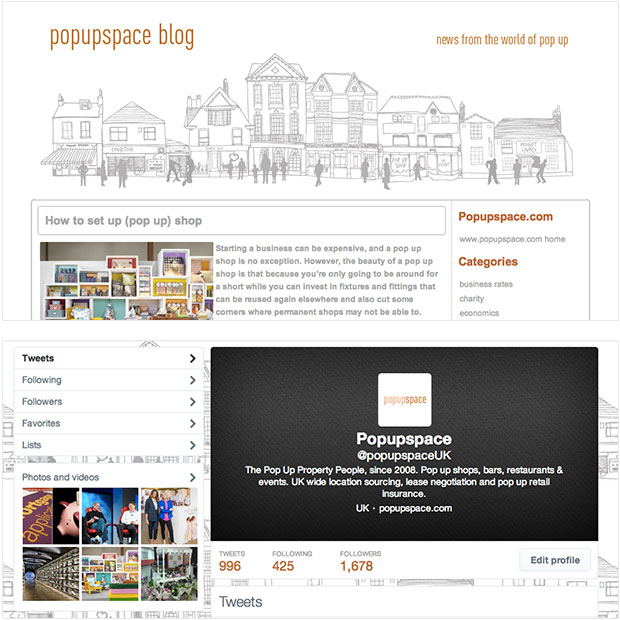 popupspace blog
news from the world of pop up
POP UP
SHOP
How to set up (pop up) shop
Starting a business can be expensive, and a pop up
shop is no exception. However, the beauty of a pop up
shop is that because you're only going to be around for
a short while you can invest in fixtures and fittings that
can be reused again elsewhere and also cut some
corners where permanent shops may not be able to.
Popupspace.com
www.popupspace.com home
Categories
business rates
charity
economics
Tweets
Following
Followers
Favorites
Lists
Photos and videos
popupspace
Popupspace
@popupspaceUK
The Pop Up Property People, since 2008. Pop up shops, bars, restaurants &
events. UK wide location sourcing, lease negotiation and pop up retail
insurance.
UK · popupspace.com
TWEETS
996
FOLLOWING
425
FOLLOWERS
1,678
Edit profile
Tweets